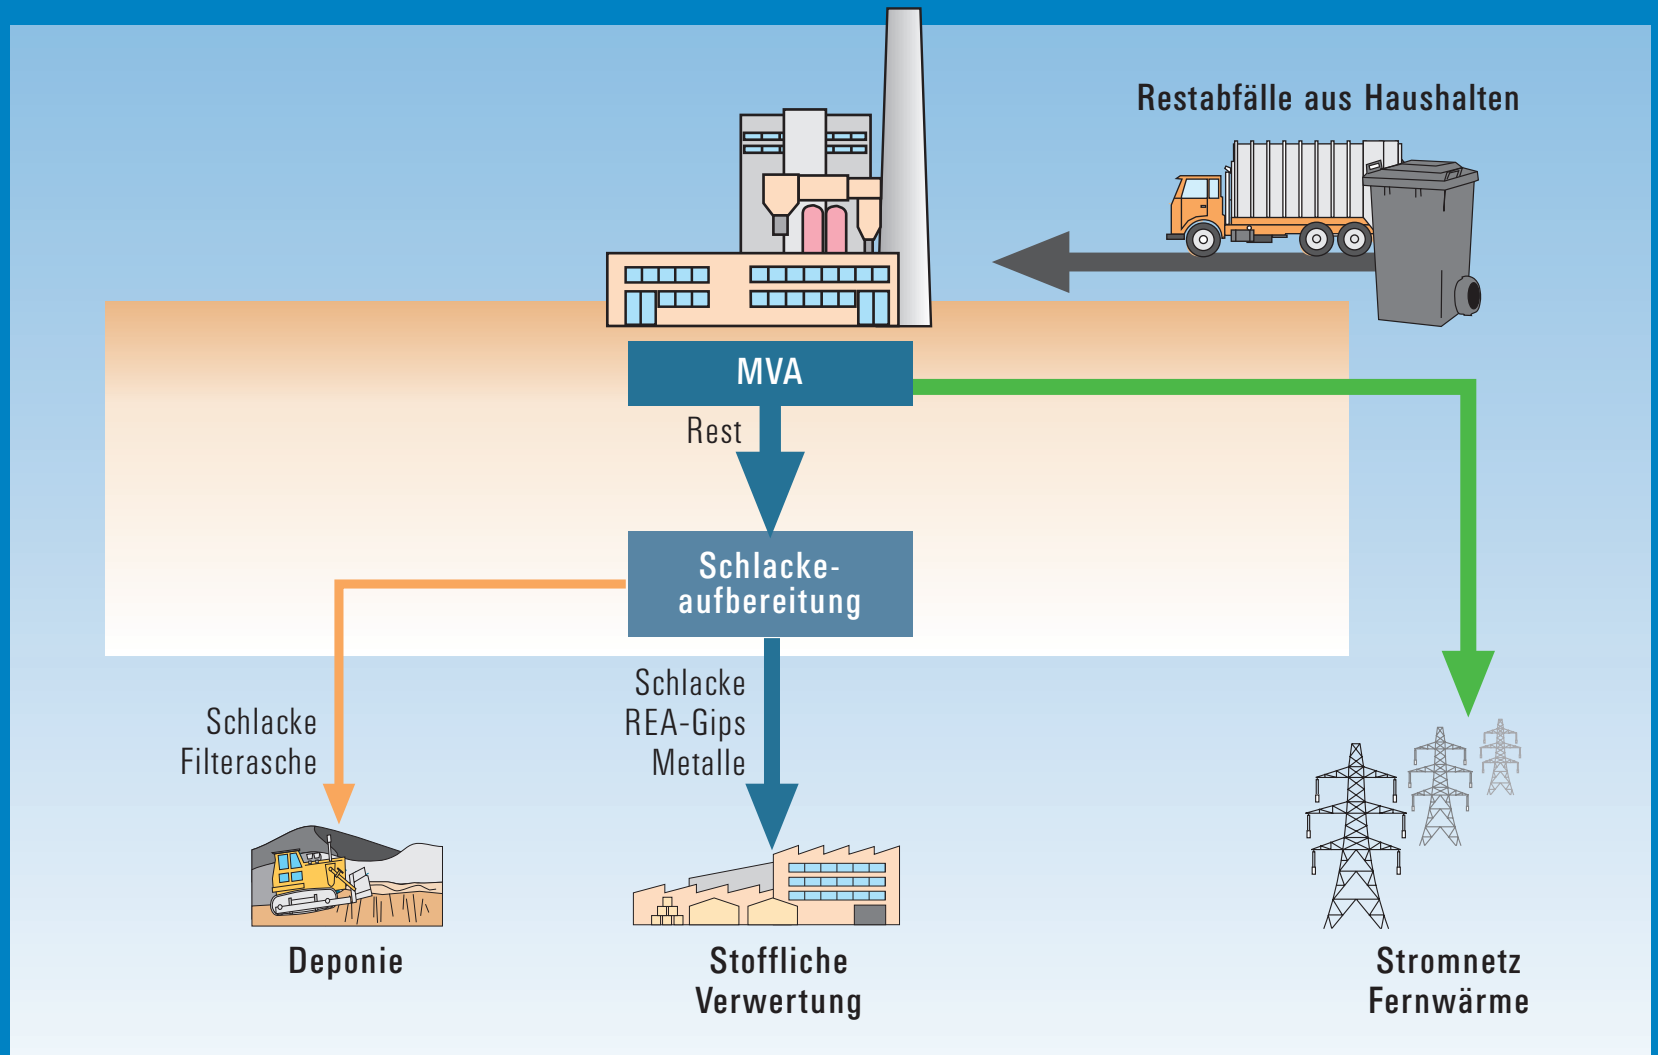 Restabfälle aus Haushalten
MVA
Rest
Schlacke-
aufbereitung
Schlacke
REA-Gips
Metalle
Schlacke
Filterasche
Deponie
Stoffliche
Verwertung
Stromnetz
Fernwärme